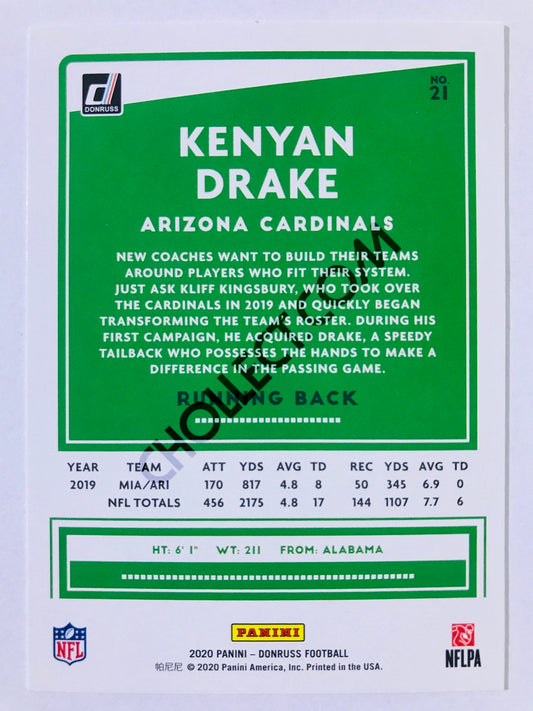 DONRUSS
NO.
21
KENYAN
DRAKE
ARIZONA CARDINALS
NEW COACHES WANT TO BUILD THEIR TEAMS
AROUND PLAYERS WHO FIT THEIR SYSTEM.
JUST ASK KLIFF KINGSBURY, WHO TOOK OVER
THE CARDINALS IN 2019 AND QUICKLY BEGAN
TRANSFORMING THE TEAM'S ROSTER. DURING HIS
FIRST CAMPAIGN, HE ACQUIRED DRAKE, A SPEEDY
TAILBACK WHO POSSESSES THE HANDS TO MAKE A
DIFFERENCE IN THE PASSING GAME.
RUNNING BACK
CHOLLECT.COM
YEAR TEAM ATT YDS AVG TD REC YDS AVG TD
2019 MIA/ARI 170 817 4.8 8 50 345 6.9 0
NFL TOTALS 456 2175 4.8 17 144 1107 7.7 6
HT: 6' 1" WT: 211 FROM: ALABAMA
NFL
PANINI
NFLPA
2020 PANINI – DONRUSS FOOTBALL
帕尼尼 © 2020 Panini America, Inc. Printed in the USA.